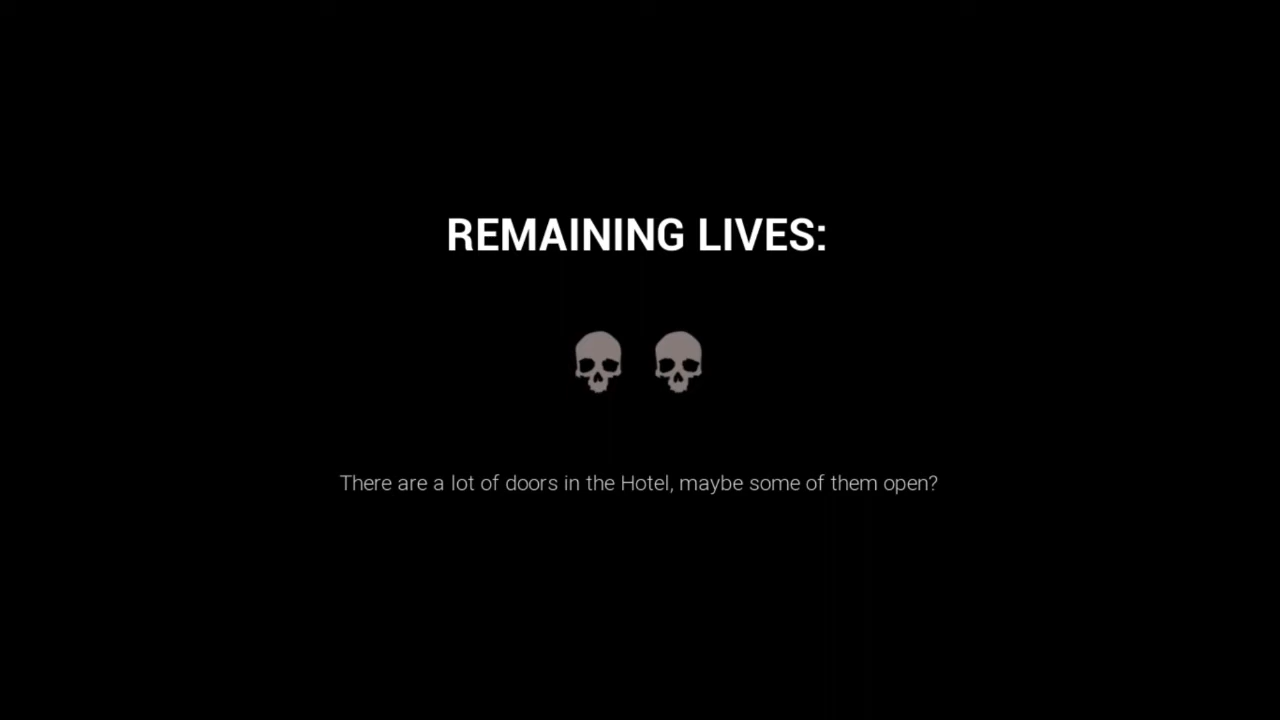 REMAINING LIVES:
There are a lot of doors in the Hotel, maybe some of them open?